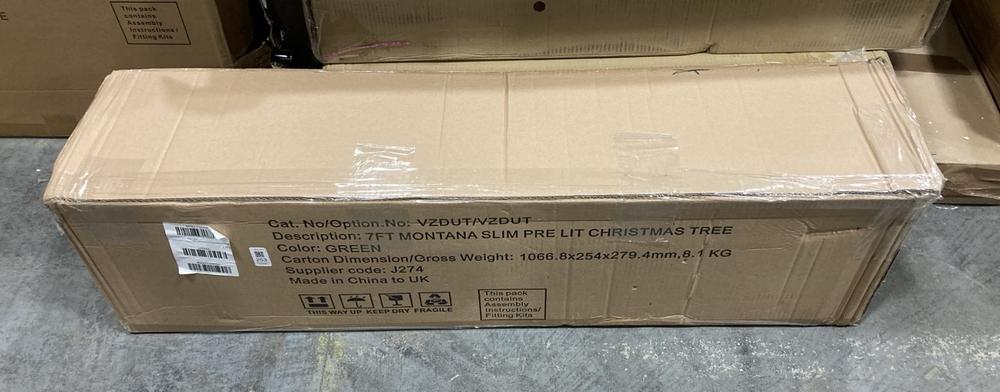 This pack
contains
Assembly
Instructions/
Fitting Kits
Cat. No/Option.No: VZDUT/VZDUT
Description: 7FT MONTANA SLIM PRE LIT CHRISTMAS TREE
Color: GREEN
Carton Dimension/Gross Weight: 1066.8x254x279.4mm,8.1 KG
Supplier code: J274
Made in China to UK
THIS WAY UP KEEP DRY FRAGILE
This pack
contains
Assembly
Instructions/
Fitting Kits